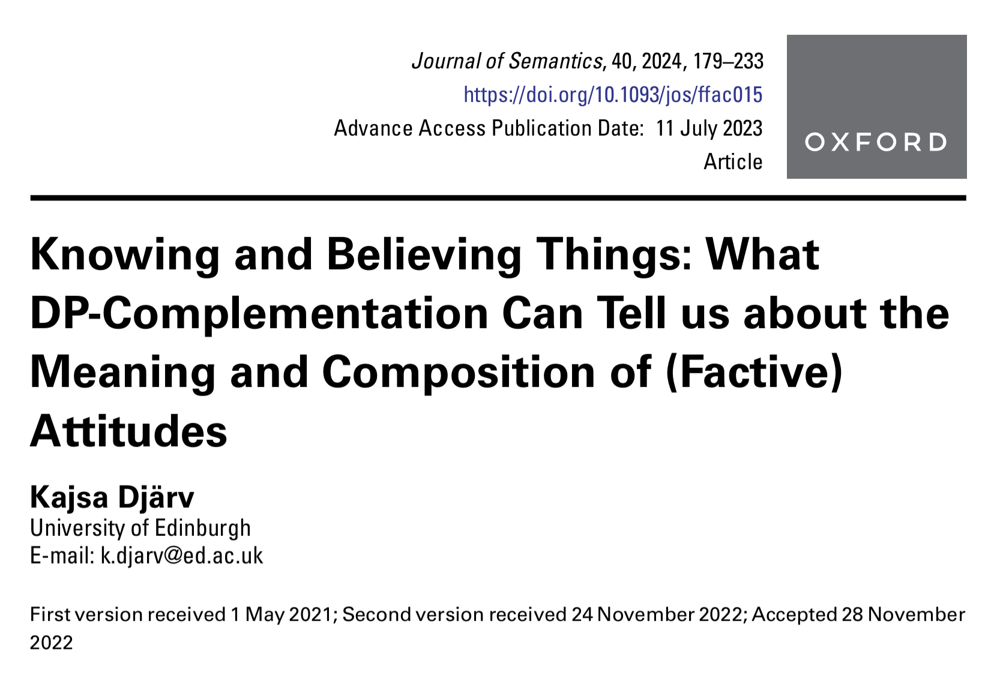 Journal of Semantics, 40, 2024, 179–233
https://doi.org/10.1093/jos/ffac015
Advance Access Publication Date: 11 July 2023
Article
OXFORD
Knowing and Believing Things: What
DP-Complementation Can Tell us about the
Meaning and Composition of (Factive)
Attitudes
Kajsa Djärv
University of Edinburgh
E-mail: k.djarv@ed.ac.uk
First version received 1 May 2021; Second version received 24 November 2022; Accepted 28 November
2022